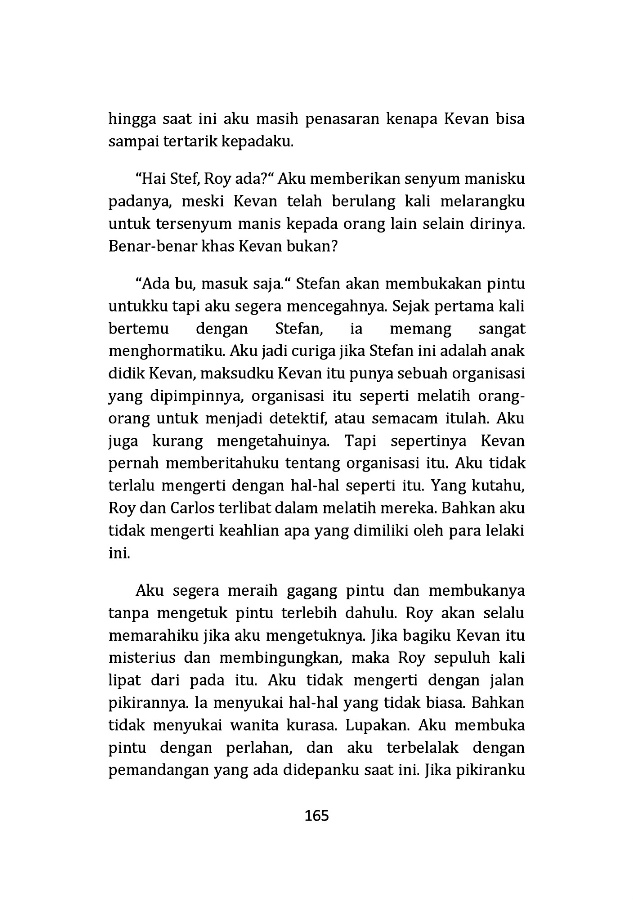 hingga saat ini aku masih penasaran kenapa Kevan bisa
sampai tertarik kepadaku.
“Hai Stef, Roy ada?“ Aku memberikan senyum manisku
padanya, meski Kevan telah berulang kali melarangku
untuk tersenyum manis kepada orang lain selain dirinya.
Benar-benar khas Kevan bukan?
“Ada bu, masuk saja.“ Stefan akan membukakan pintu
untukku tapi aku segera mencegahnya. Sejak pertama kali
bertemu dengan Stefan, ia memang sangat
menghormatiku. Aku jadi curiga jika Stefan ini adalah anak
didik Kevan, maksudku Kevan itu punya sebuah organisasi
yang dipimpinnya, organisasi itu seperti melatih orang-
orang untuk menjadi detektif, atau semacam itulah. Aku
juga kurang mengetahuinya. Tapi sepertinya Kevan
pernah memberitahuku tentang organisasi itu. Aku tidak
terlalu mengerti dengan hal-hal seperti itu. Yang kutahu,
Roy dan Carlos terlibat dalam melatih mereka. Bahkan aku
tidak mengerti keahlian apa yang dimiliki oleh para lelaki
ini.
Aku segera meraih gagang pintu dan membukanya
tanpa mengetuk pintu terlebih dahulu. Roy akan selalu
memarahiku jika aku mengetuknya. Jika bagiku Kevan itu
misterius dan membingungkan, maka Roy sepuluh kali
lipat dari pada itu. Aku tidak mengerti dengan jalan
pikirannya. Ia menyukai hal-hal yang tidak biasa. Bahkan
tidak menyukai wanita kurasa. Lupakan. Aku membuka
pintu dengan perlahan, dan aku terbelalak dengan
pemandangan yang ada didepanku saat ini. Jika pikiranku
165